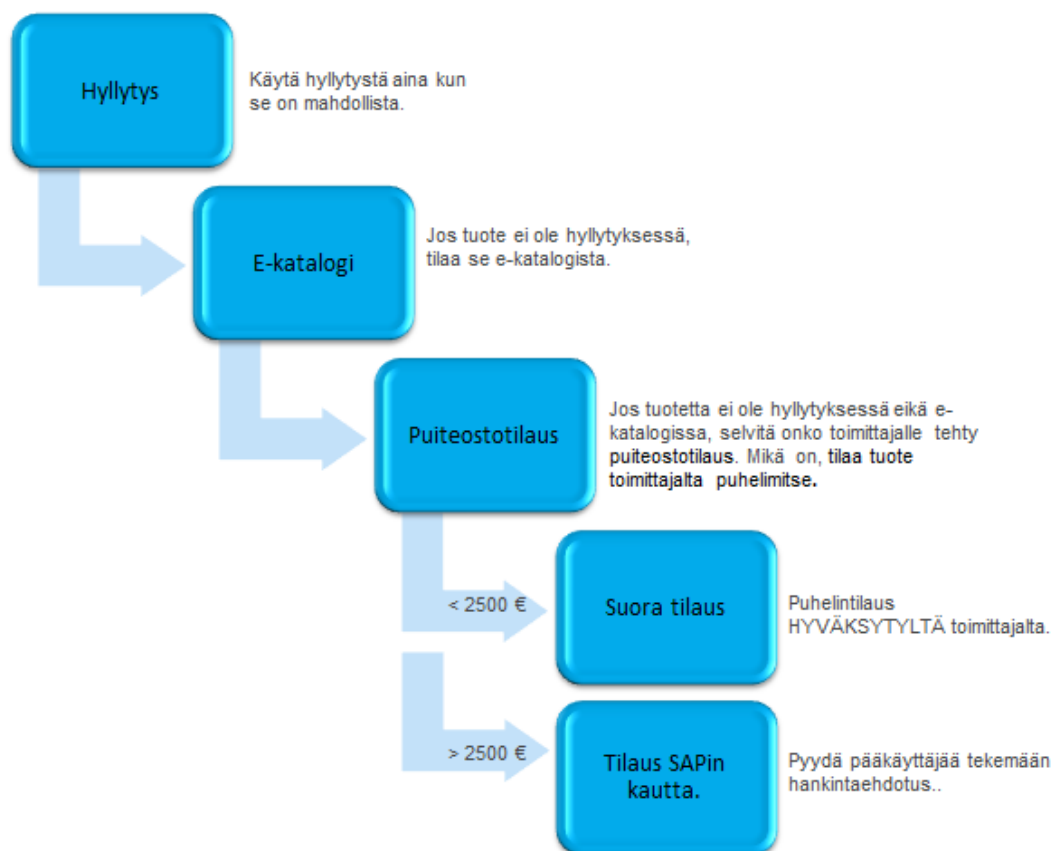 Hyllytys
Käytä hyllytystä aina kun
se on mahdollista.
E-katalogi
Jos tuote ei ole hyllytyksessä,
tilaa se e-katalogista.
Puiteostotilaus
Jos tuotetta ei ole hyllytyksessä eikä e-
katalogissa, selvitä onko toimittajalle tehty
puiteostotilaus. Mikä on, tilaa tuote
toimittajalta puhelimitse.
< 2500 €
Suora tilaus
Puhelintilaus
HYVÄKSYTYLTÄ toimittajalta.
> 2500 €
Tilaus SAPin
kautta.
Pyydä pääkäyttäjää tekemään
hankintaehdotus..